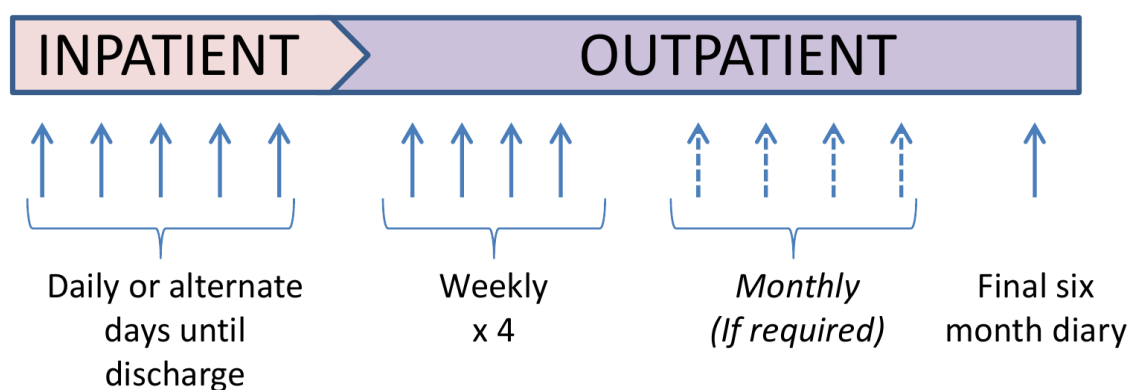 INPATIENT
OUTPATIENT
Daily or alternate
days until
discharge
Weekly
x 4
Monthly
(If required)
Final six
month diary